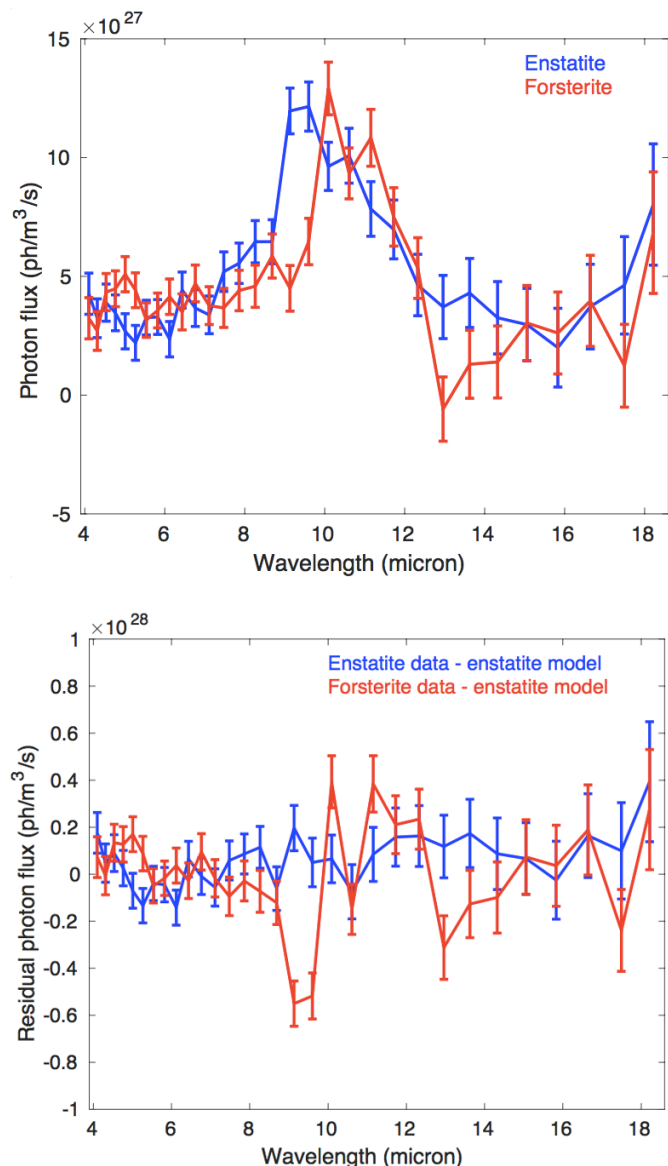 × 10^27
15
Enstatite
Forsterite
10
5
0
-5
Photon flux (ph/m^3/s)
4 6 8 10 12 14 16 18
Wavelength (micron)
× 10^28
1
Enstatite data - enstatite model
Forsterite data - enstatite model
0.8
0.6
0.4
0.2
0
-0.2
-0.4
-0.6
-0.8
-1
Residual photon flux (ph/m^3/s)
4 6 8 10 12 14 16 18
Wavelength (micron)